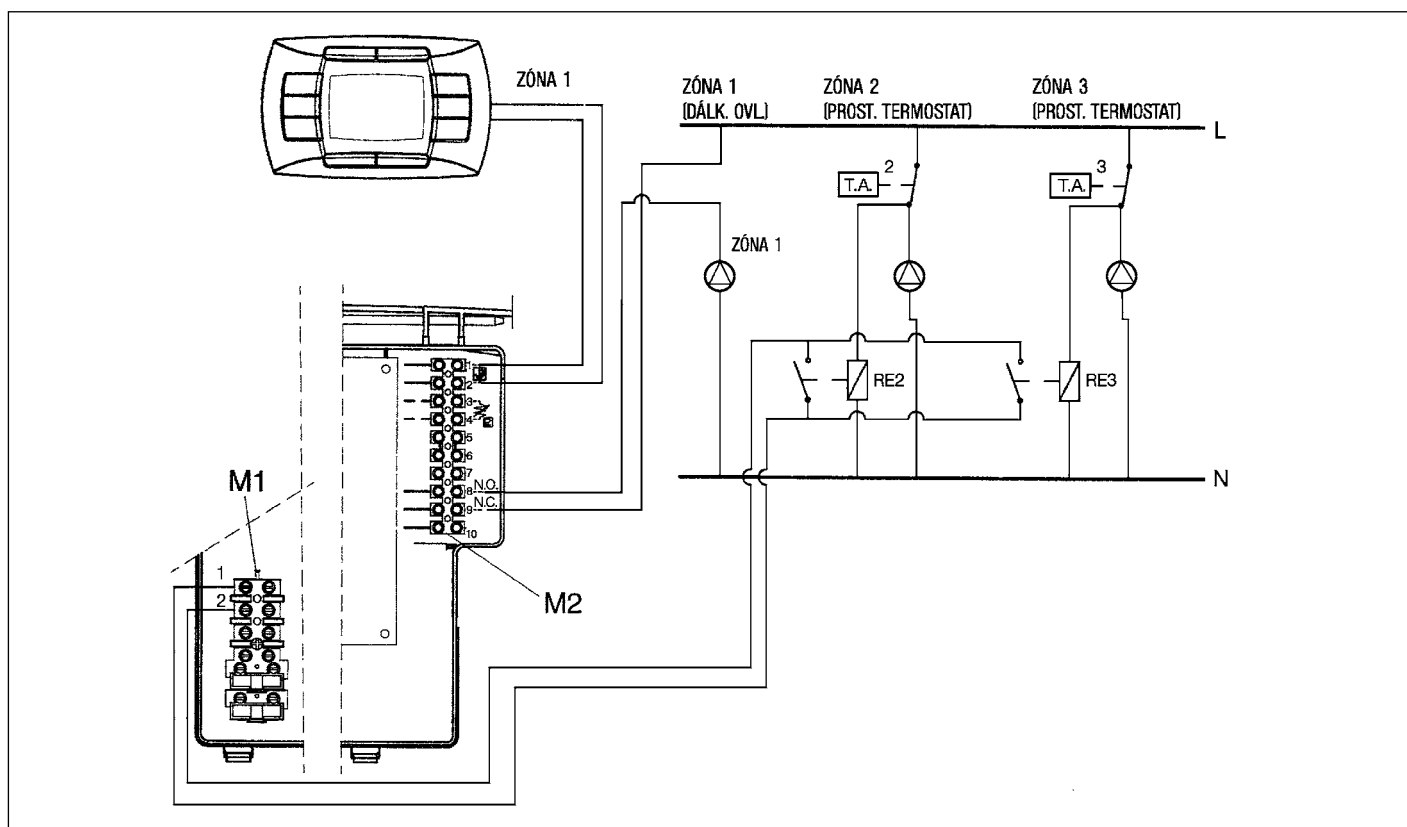 ZÓNA 1
ZÓNA 1
(DÁLK. OVL.)
ZÓNA 2
(PROST. TERMOSTAT)
ZÓNA 3
(PROST. TERMOSTAT)
L
T.A.
2
T.A.
3
ZÓNA 1
RE2
RE3
N
1
2
3
4
5
6
7
8
N.O.
9
N.C.
10
M1
M2
1
2